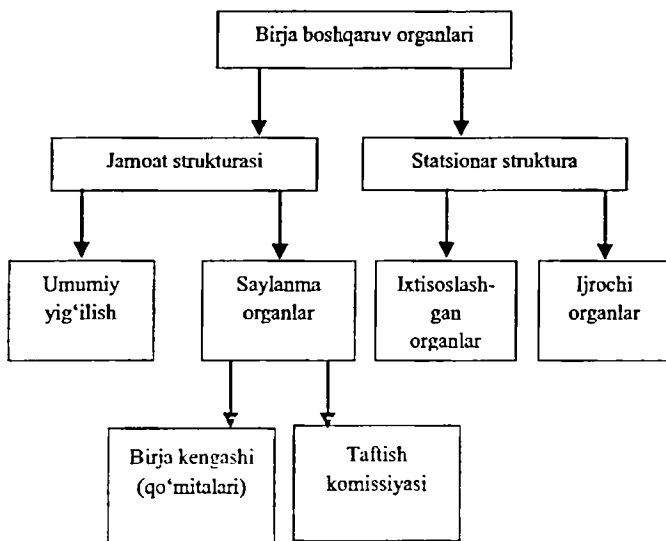 Birja boshqaruv organlari
Jamoat strukturasi
Statsionar struktura
Umumiy
yig‘ilish
Saylanma
organlar
Ixtisoslash-
gan
organlar
Ijrochi
organlar
Birja kengashi
(qo‘mitalari)
Taftish
komissiyasi